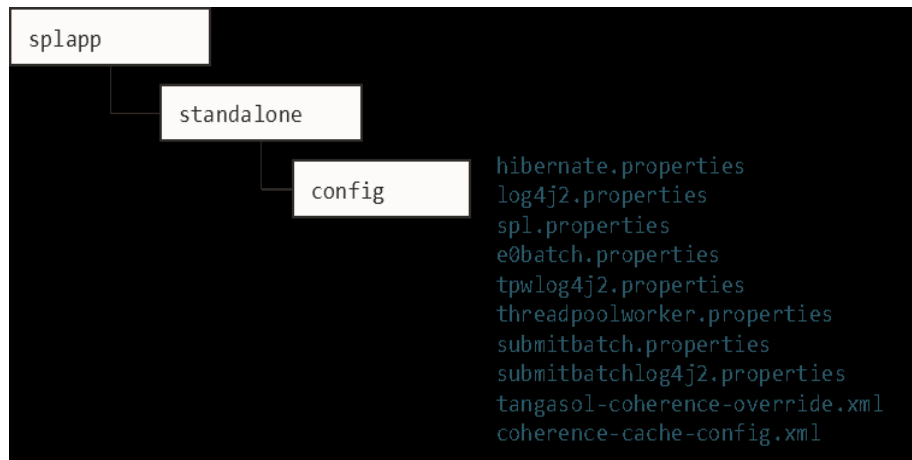 splapp
standalone
config
hibernate.properties
log4j2.properties
spl.properties
e0batch.properties
tpwlog4j2.properties
threadpoolworker.properties
submitbatch.properties
submitbatchlog4j2.properties
tangasol-coherence-override.xml
coherence-cache-config.xml